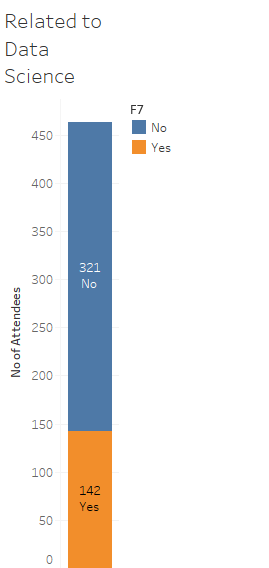 Related to
Data
Science
F7
No
Yes
No of Attendees
450
400
350
300
250
200
150
100
50
0
321
No
142
Yes